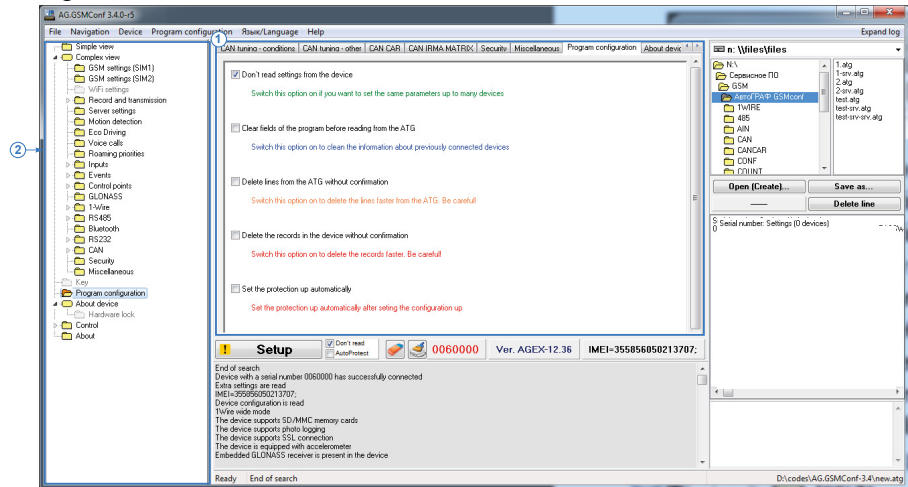 AG.GSMConf 3.4.0-r5
File Navigation Device Program configuration Язык/Language Help Expand log
1
2
Simple view
Complex view
GSM settings (SIM1)
GSM settings (SIM2)
WiFi settings
Record and transmission
Server settings
Motion detection
Eco Driving
Voice calls
Roaming priorities
Inputs
Events
Control points
GLONASS
1-Wire
RS485
Bluetooth
RS232
CAN
Security
Miscellaneous
Key
Program configuration
About device
Hardware lock
Control
About
CAN tuning - conditions CAN tuning - other CAN CAR CAN IRMA MATRIX Security Miscellaneous Program configuration About devic
Don't read settings from the device
Switch this option on if you want to set the same parameters up to many devices
Clear fields of the program before reading from the ATG
Switch this option on to clean the information about previously connected devices
Delete lines from the ATG without confirmation
Switch this option on to delete the lines faster from the ATG. Be careful!
Delete the records in the device without confirmation
Switch this option on to delete the records faster. Be careful!
Set the protection up automatically
Set the protection up automatically after seting the configuration up
! Setup
Don't read
AutoProtect
0060000 Ver. AGEX-12.36 IMEI=355856050213707;
End of search
Device with a serial number 0060000 has successfully connected
Extra settings are read
IMEI=355856050213707;
Device configuration is read
1Wire wide mode
The device supports SD/MMC memory cards
The device supports photo logging
The device supports SSL connection
The device is equipped with accelerometer
Embedded GLONASS receiver is present in the device
Ready End of search D:\codes\AG.GSMConf-3.4\new.atg
n: \\files\files
N:\
Сервисное ПО
GSM
АвтоГРАФ GSMconf
1WIRE
485
AIN
CAN
CANCAR
CONF
COUNT
1.atg
1-srv.atg
2.atg
2-srv.atg
test.atg
test-srv.atg
test-srv-srv.atg
Open (Create)... Save as...
Delete line
Serial number: Settings (0 devices)